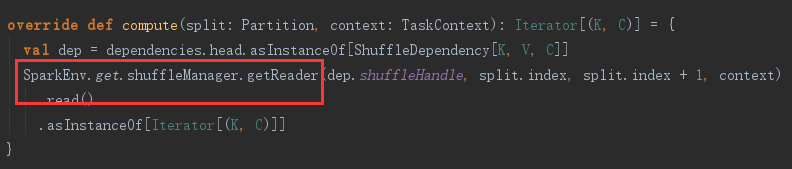 override def compute(split: Partition, context: TaskContext): Iterator[(K, C)] = {
val dep = dependencies.head.asInstanceOf[ShuffleDependency[K, V, C]]
SparkEnv.get.shuffleManager.getReader(dep.shuffleHandle, split.index, split.index + 1, context)
.read()
.asInstanceOf[Iterator[(K, C)]]
}